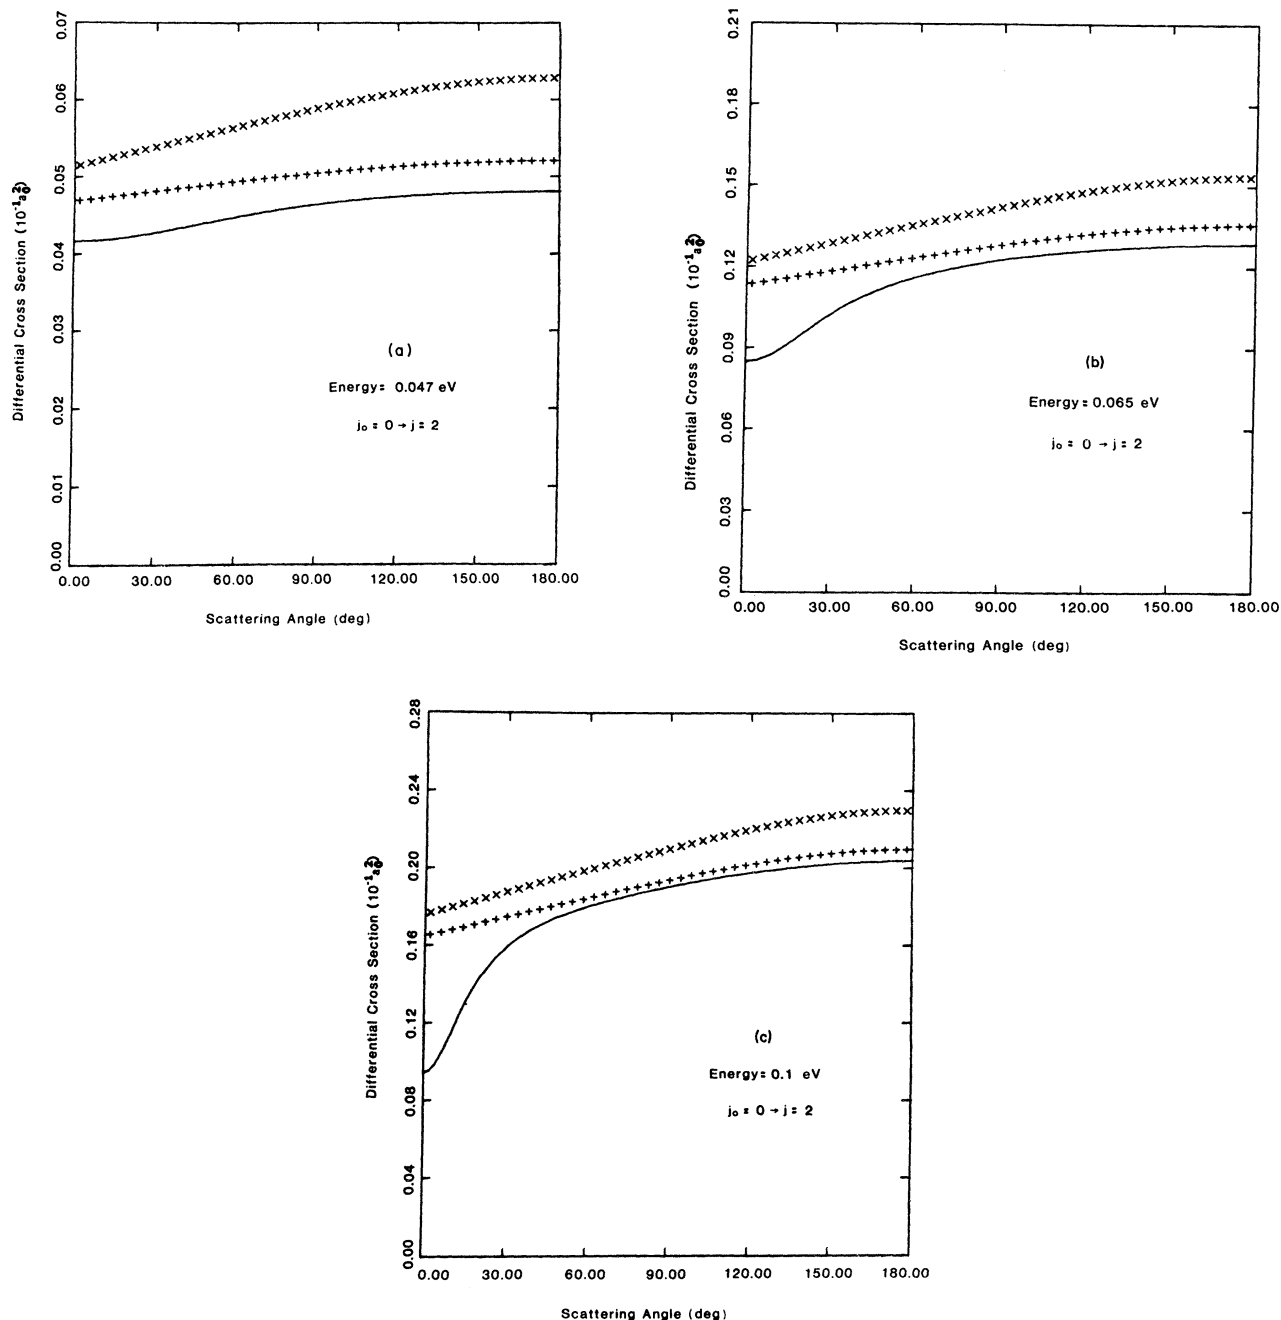 0.07
0.06
0.05
0.04
0.03
0.02
0.01
0.00
Differential Cross Section (10⁻¹a₀²)
(a)
Energy= 0.047 eV
j₀ = 0 → j = 2
0.00 30.00 60.00 90.00 120.00 150.00 180.00
Scattering Angle (deg)
0.21
0.18
0.15
0.12
0.09
0.06
0.03
0.00
Differential Cross Section (10⁻¹a₀²)
(b)
Energy= 0.065 eV
j₀ = 0 → j = 2
0.00 30.00 60.00 90.00 120.00 150.00 180.00
Scattering Angle (deg)
0.28
0.24
0.20
0.16
0.12
0.08
0.04
0.00
Differential Cross Section (10⁻¹a₀²)
(c)
Energy= 0.1 eV
j₀ = 0 → j = 2
0.00 30.00 60.00 90.00 120.00 150.00 180.00
Scattering Angle (deg)